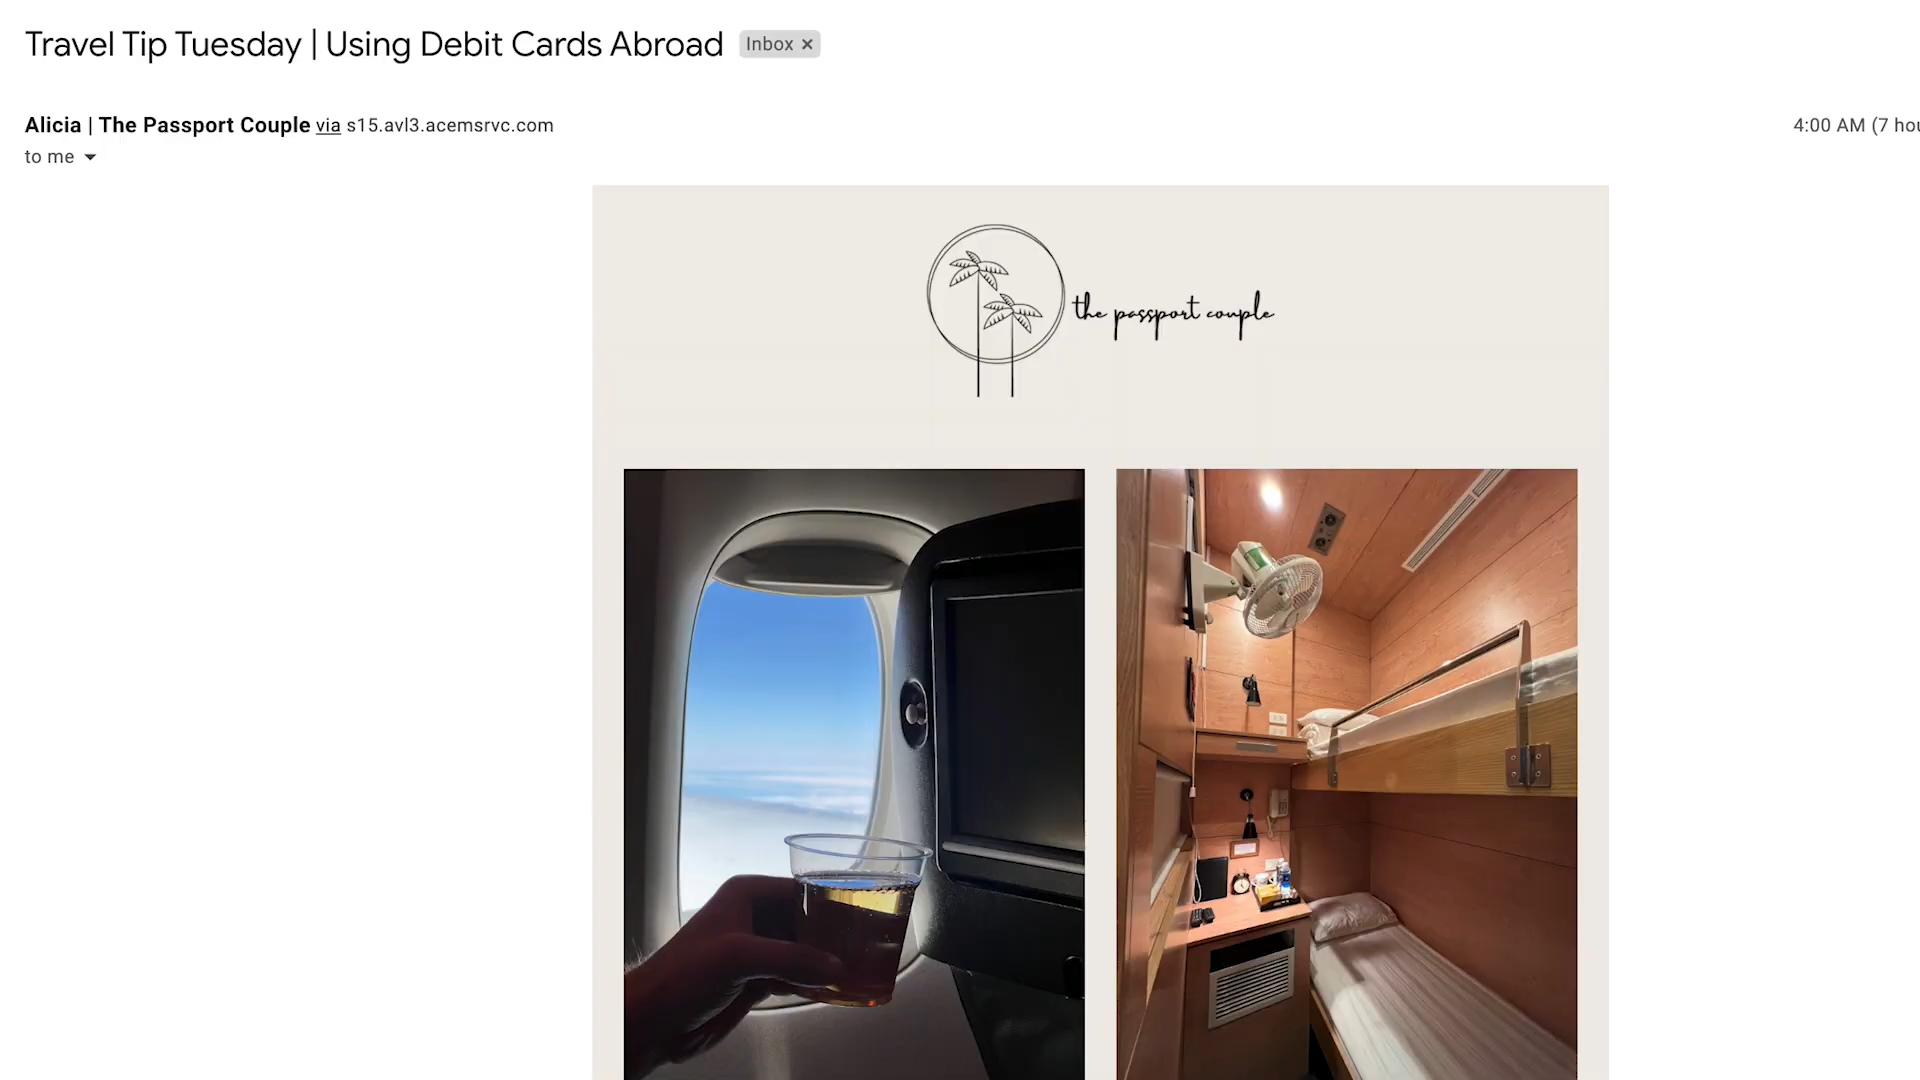 Travel Tip Tuesday | Using Debit Cards Abroad Inbox ×
Alicia | The Passport Couple via s15.avl3.acemsrvc.com
4:00 AM (7 hou
to me
the passport couple